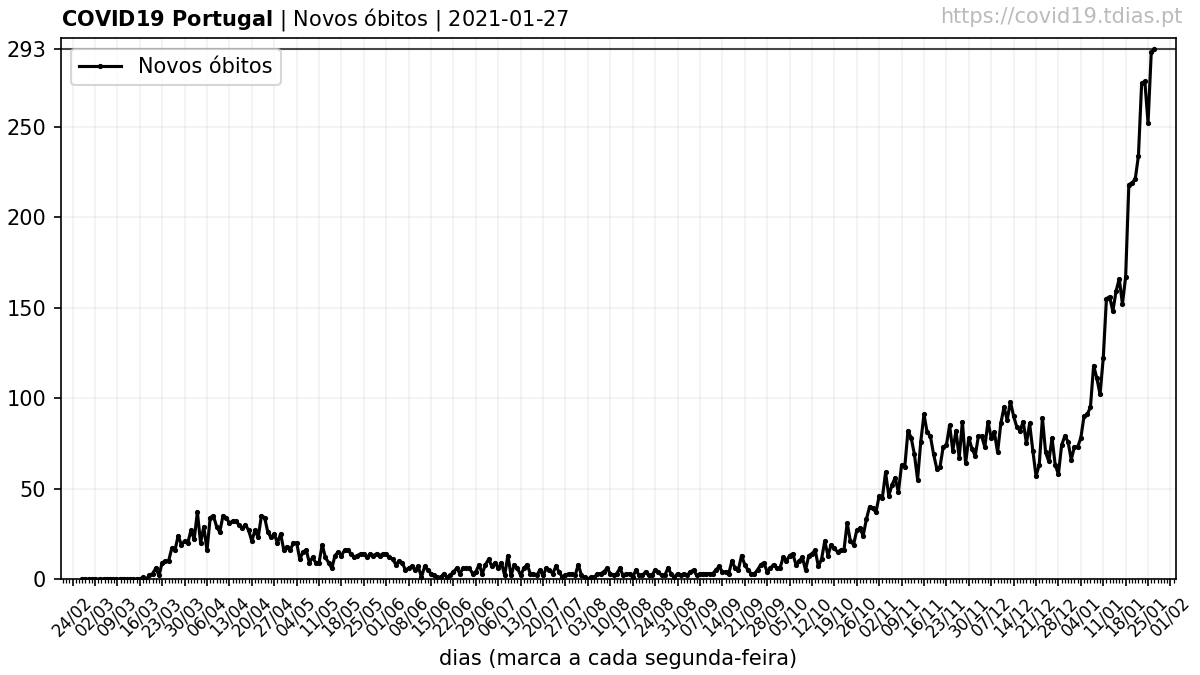 COVID19 Portugal | Novos óbitos | 2021-01-27
https://covid19.tdias.pt
Novos óbitos
293
250
200
150
100
50
0
24/02 02/03 09/03 16/03 23/03 30/03 06/04 13/04 20/04 27/04 04/05 11/05 18/05 25/05 01/06 08/06 15/06 22/06 29/06 06/07 13/07 20/07 27/07 03/08 10/08 17/08 24/08 31/08 07/09 14/09 21/09 28/09 05/10 12/10 19/10 26/10 02/11 09/11 16/11 23/11 30/11 07/12 14/12 21/12 28/12 04/01 11/01 18/01 25/01 01/02
dias (marca a cada segunda-feira)